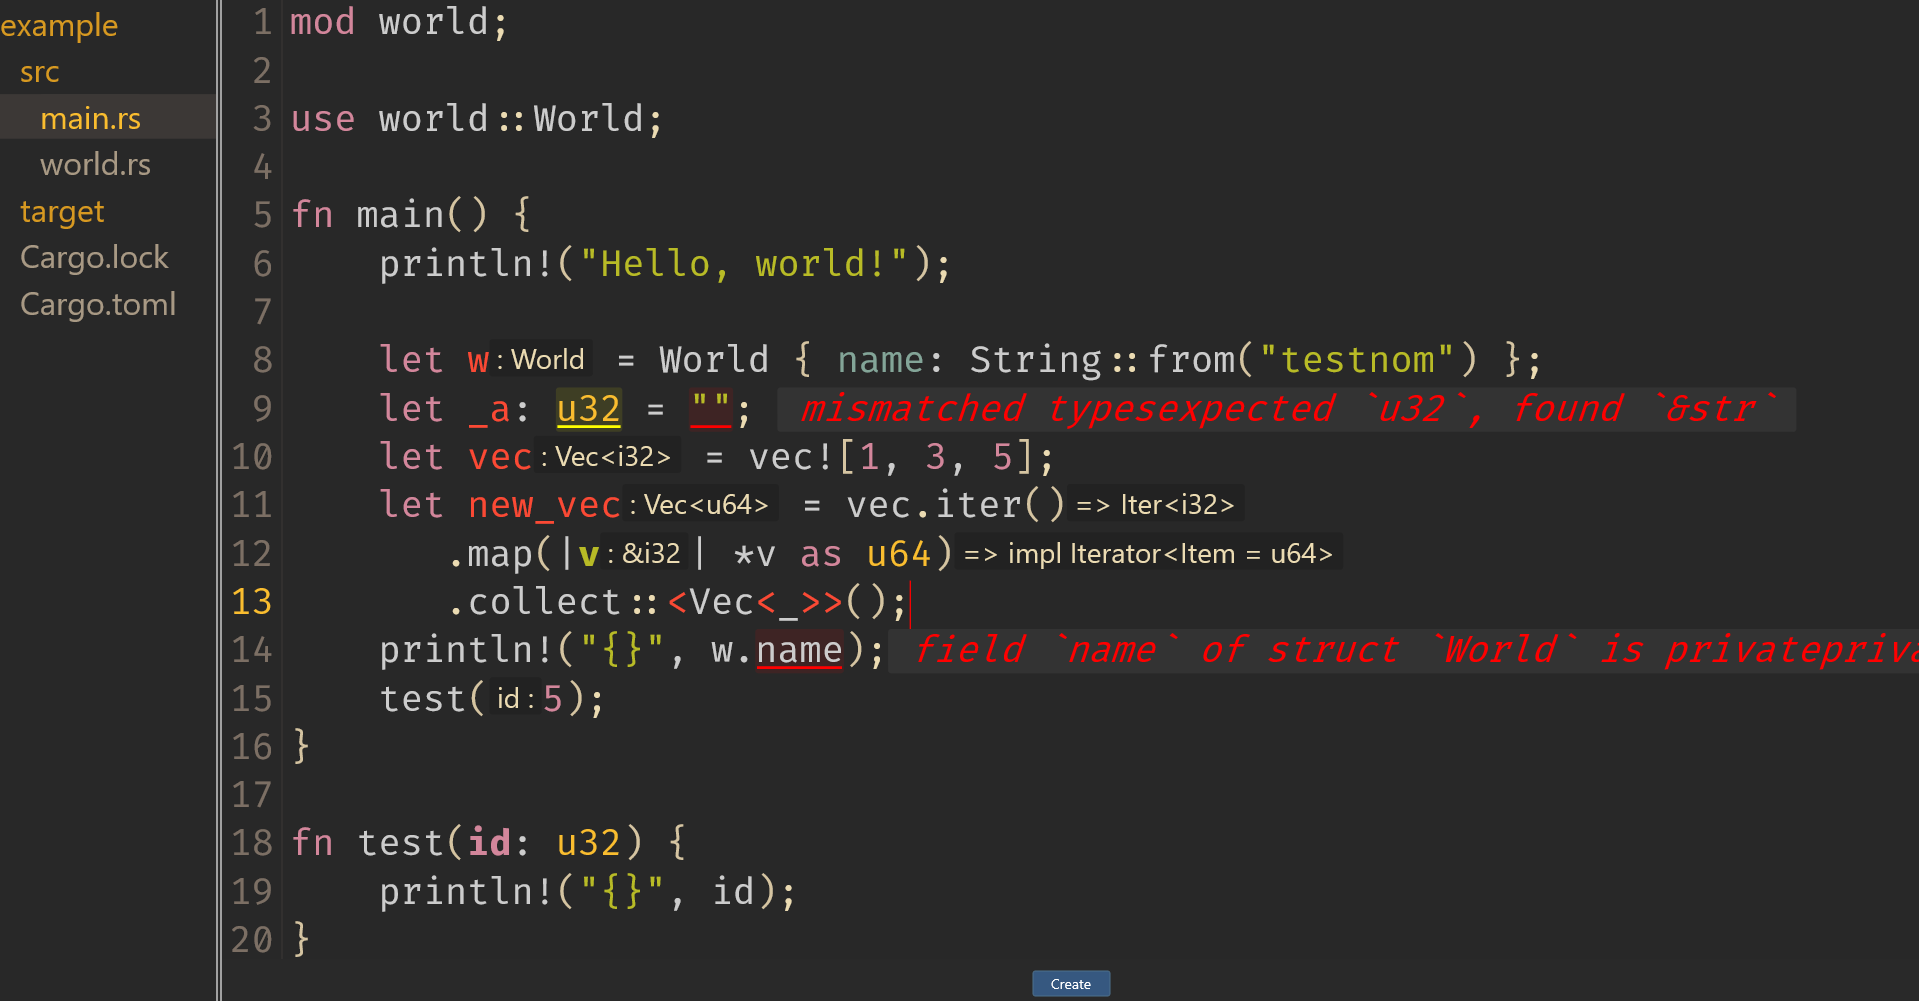 example
src
main.rs
world.rs
target
Cargo.lock
Cargo.toml
1 mod world;
2
3 use world::World;
4
5 fn main() {
6 println!("Hello, world!");
7
8 let w: World = World { name: String::from("testnom") };
9 let _a: u32 = ""; mismatched typesexpected `u32`, found `&str`
10 let vec: Vec<i32> = vec![1, 3, 5];
11 let new_vec: Vec<u64> = vec.iter() => Iter<i32>
12 .map(|v: &i32| *v as u64) => impl Iterator<Item = u64>
13 .collect::<Vec<_>>();
14 println!("{}", w.name); field `name` of struct `World` is privatepriva
15 test(id: 5);
16 }
17
18 fn test(id: u32) {
19 println!("{}", id);
20 }
Create